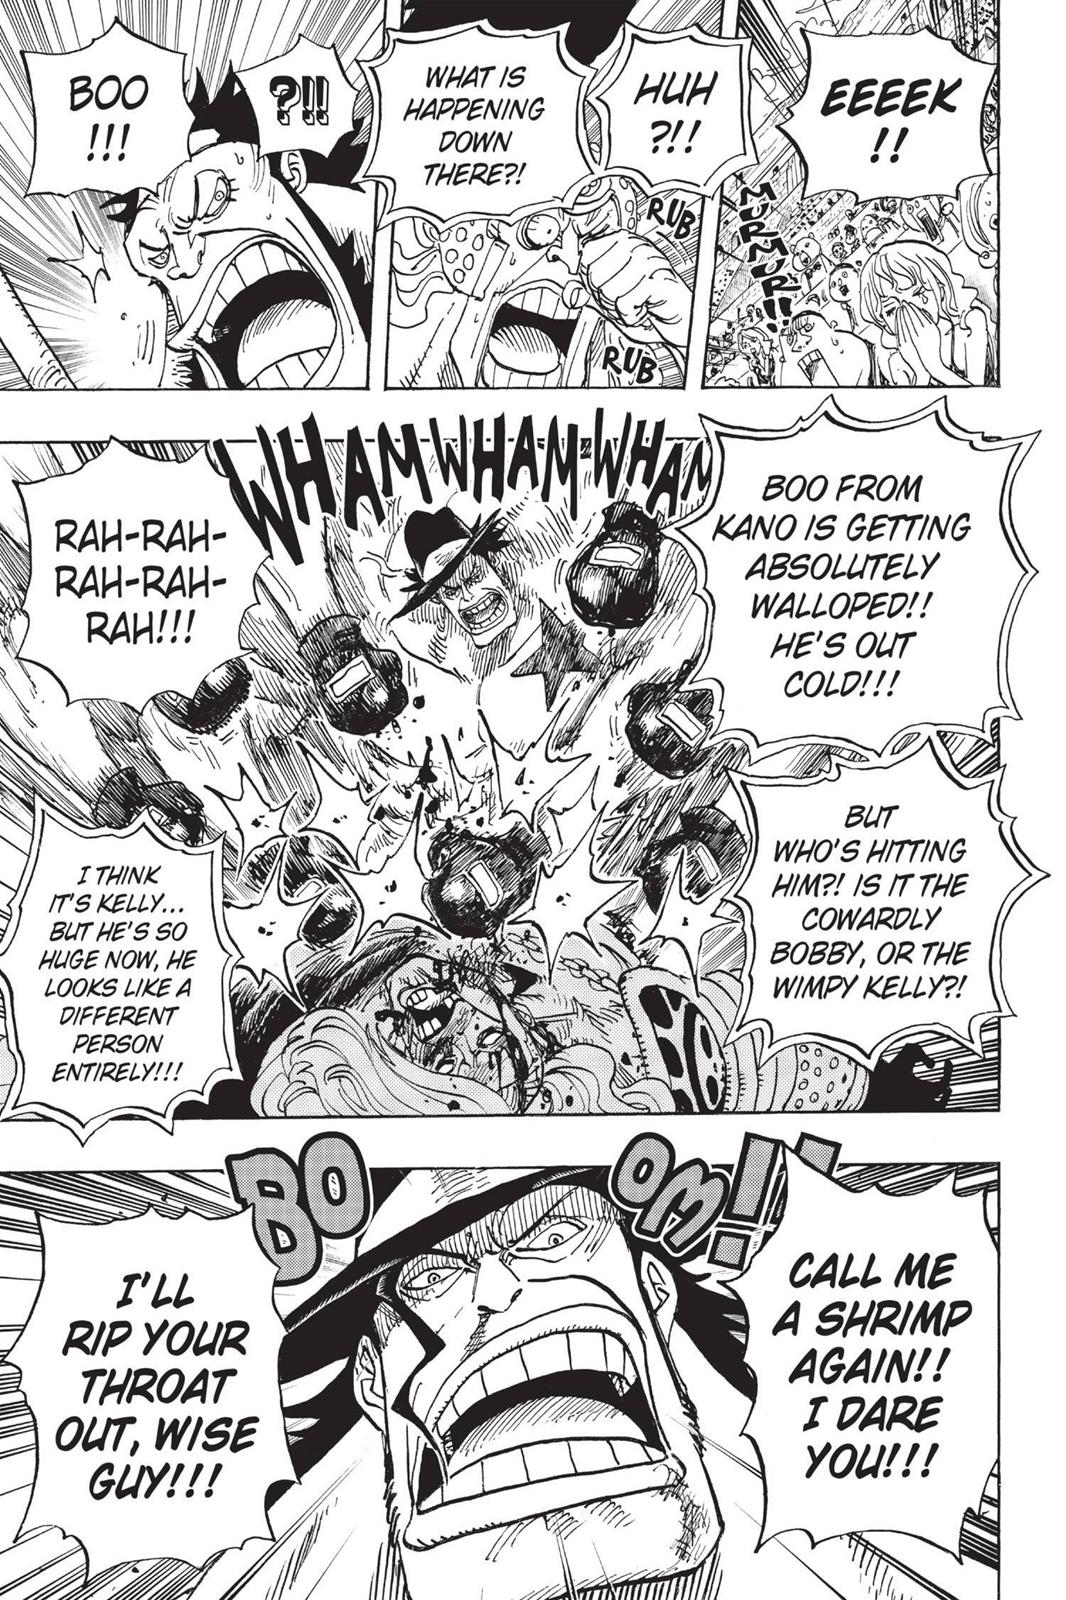 EEEEK
!!
MURMUR!!
HUH
?!!
WHAT IS
HAPPENING
DOWN
THERE?!
RUB
RUB
?!!
BOO
!!!
BOO FROM
KANO IS GETTING
ABSOLUTELY
WALLOPED!!
HE'S OUT
COLD!!!
WHAM WHAM-WHAM
RAH-RAH-
RAH-RAH-
RAH!!!
BUT
WHO'S HITTING
HIM?! IS IT THE
COWARDLY
BOBBY, OR THE
WIMPY KELLY?!
I THINK
IT'S KELLY...
BUT HE'S SO
HUGE NOW, HE
LOOKS LIKE A
DIFFERENT
PERSON
ENTIRELY!!!
BOOM!!
CALL ME
A SHRIMP
AGAIN!!
I DARE
YOU!!!
I'LL
RIP YOUR
THROAT
OUT, WISE
GUY!!!